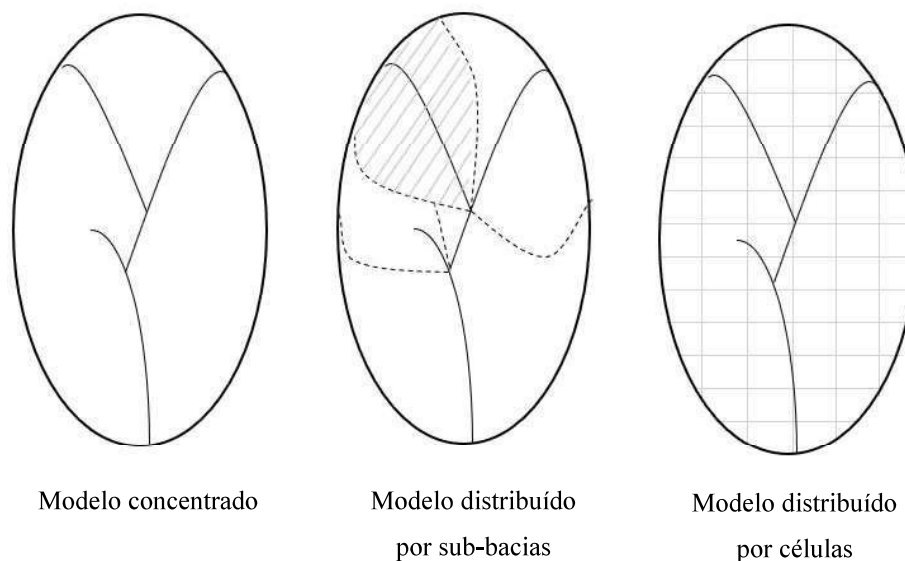 Modelo concentrado
Modelo distribuído
por sub-bacias
Modelo distribuído
por células